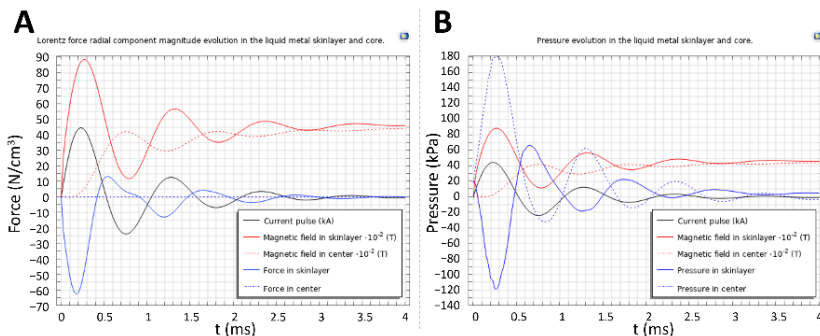 A
Lorentz force radial component magnitude evolution in the liquid metal skinlayer and core.
90
80
70
60
50
40
30
20
10
0
−10
−20
−30
−40
−50
−60
−70
Force (N/cm³)
Current pulse (kA)
Magnetic field in skinlayer ·10⁻² (T)
Magnetic field in center ·10⁻² (T)
Force in skinlayer
Force in center
0 0.5 1 1.5 2 2.5 3 3.5 4
t (ms)
B
Pressure evolution in the liquid metal skinlayer and core.
180
160
140
120
100
80
60
40
20
0
−20
−40
−60
−80
−100
−120
−140
Pressure (kPa)
Current pulse (kA)
Magnetic field in skinlayer ·10⁻² (T)
Magnetic field in center ·10⁻² (T)
Pressure in skinlayer
Pressure in center
0 0.5 1 1.5 2 2.5 3 3.5 4
t (ms)